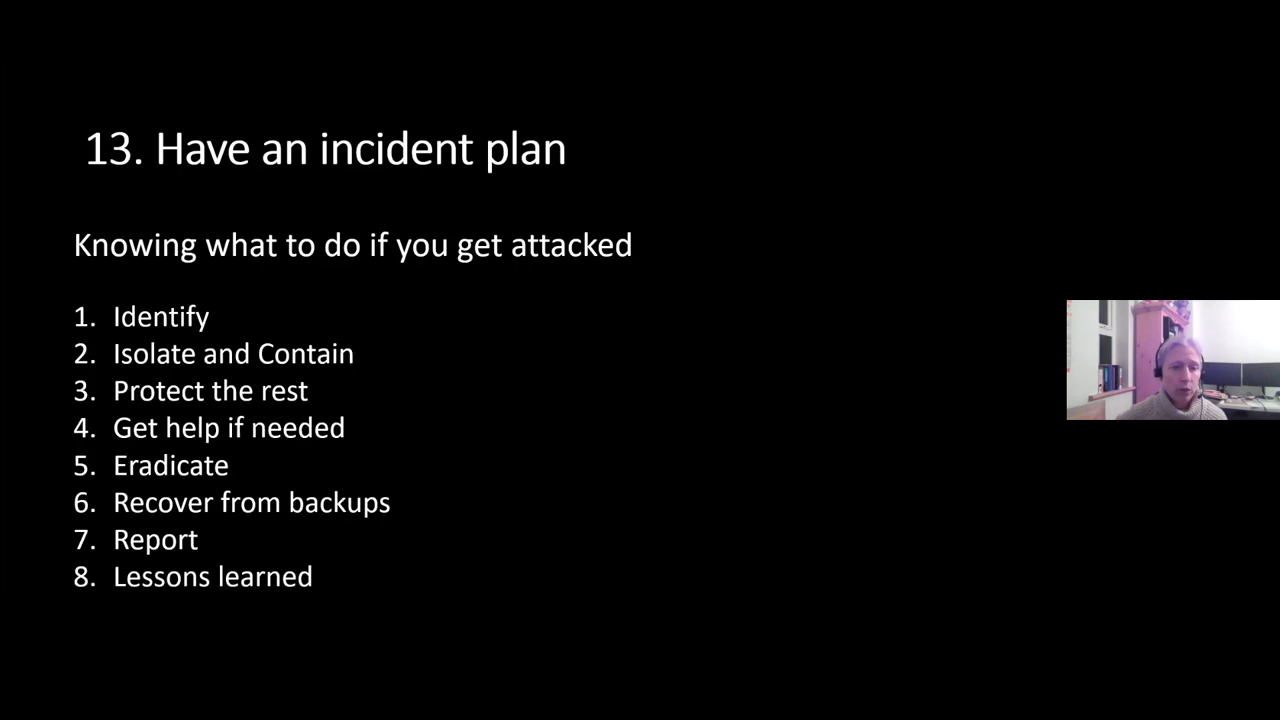 13. Have an incident plan
Knowing what to do if you get attacked
1. Identify
2. Isolate and Contain
3. Protect the rest
4. Get help if needed
5. Eradicate
6. Recover from backups
7. Report
8. Lessons learned